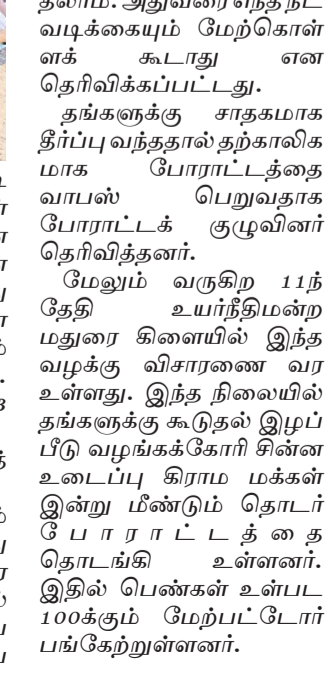 தலாம். அதுவரை எந்த நட
வடிக்கையும் மேற்கொள்
ளக் கூடாது என
தெரிவிக்கப்பட்டது.
தங்களுக்கு சாதகமாக
தீர்ப்பு வந்ததால் தற்காலிக
மாக போராட்டத்தை
வாபஸ் பெறுவதாக
போராட்டக் குழுவினர்
தெரிவித்தனர்.
மேலும் வருகிற 11ந்
தேதி உயர்நீதிமன்ற
மதுரை கிளையில் இந்த
வழக்கு விசாரணை வர
உள்ளது. இந்த நிலையில்
தங்களுக்கு கூடுதல் இழப்
பீடு வழங்கக்கோரி சின்ன
உடைப்பு கிராம மக்கள்
இன்று மீண்டும் தொடர்
போராட்டத்தை
தொடங்கி உள்ளனர்.
இதில் பெண்கள் உள்பட
100க்கும் மேற்பட்டோர்
பங்கேற்றுள்ளனர்.